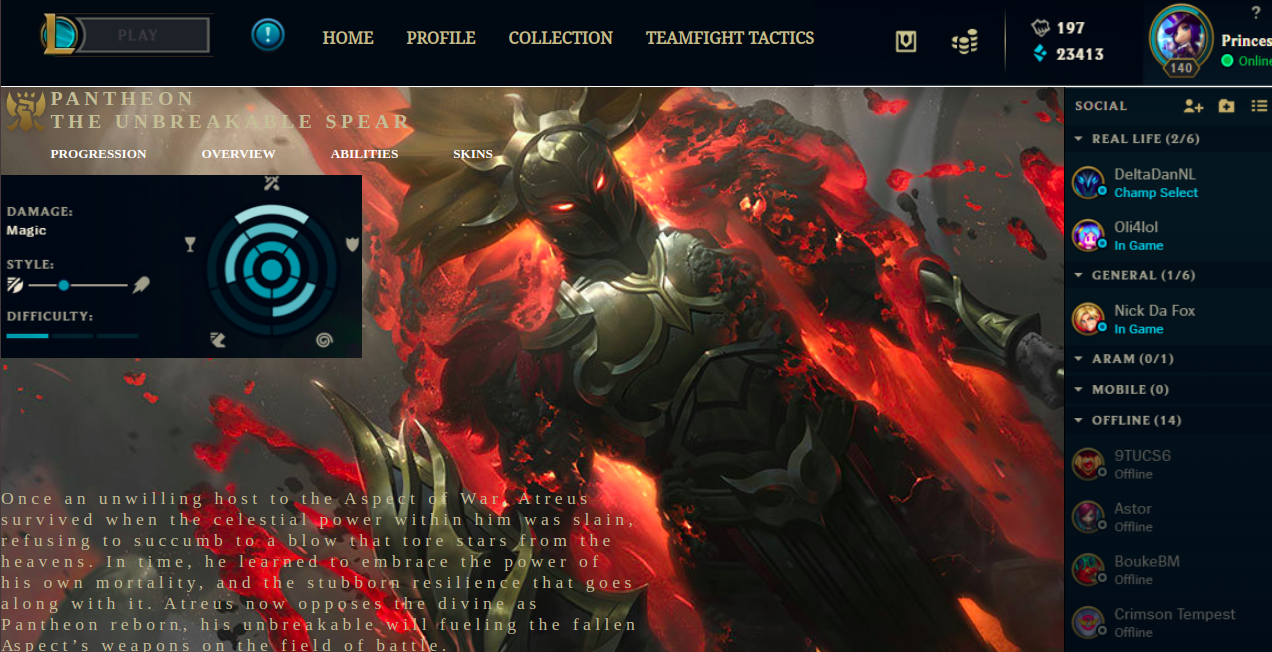 PLAY
HOME PROFILE COLLECTION TEAMFIGHT TACTICS
197
23413
140
?
Princes
Online
PANTHEON
THE UNBREAKABLE SPEAR
PROGRESSION OVERVIEW ABILITIES SKINS
DAMAGE:
Magic
STYLE:
DIFFICULTY:
Once an unwilling host to the Aspect of War, Atreus
survived when the celestial power within him was slain,
refusing to succumb to a blow that tore stars from the
heavens. In time, he learned to embrace the power of
his own mortality, and the stubborn resilience that goes
along with it. Atreus now opposes the divine as
Pantheon reborn, his unbreakable will fueling the fallen
Aspect’s weapons on the field of battle.
SOCIAL
REAL LIFE (2/6)
DeltaDanNL
Champ Select
Oli4lol
In Game
GENERAL (1/6)
Nick Da Fox
In Game
ARAM (0/1)
MOBILE (0)
OFFLINE (14)
9TUCS6
Offline
Astor
Offline
BoukeBM
Offline
Crimson Tempest
Offline